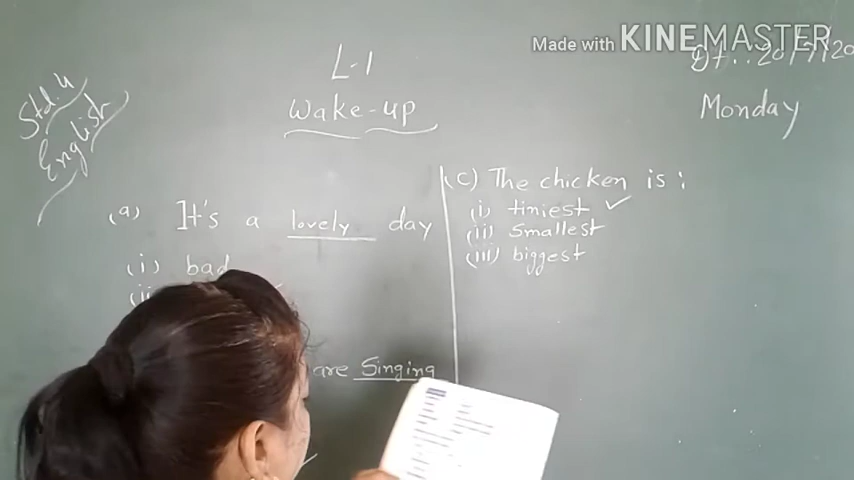 Made with KINEMASTER
L-1
Wake-up
Monday
Std.4
English
(a) It's a lovely day
(i) bad
(ii
are Singing
(c) The chicken is :
(i) tiniest ✓
(ii) smallest
(iii) biggest